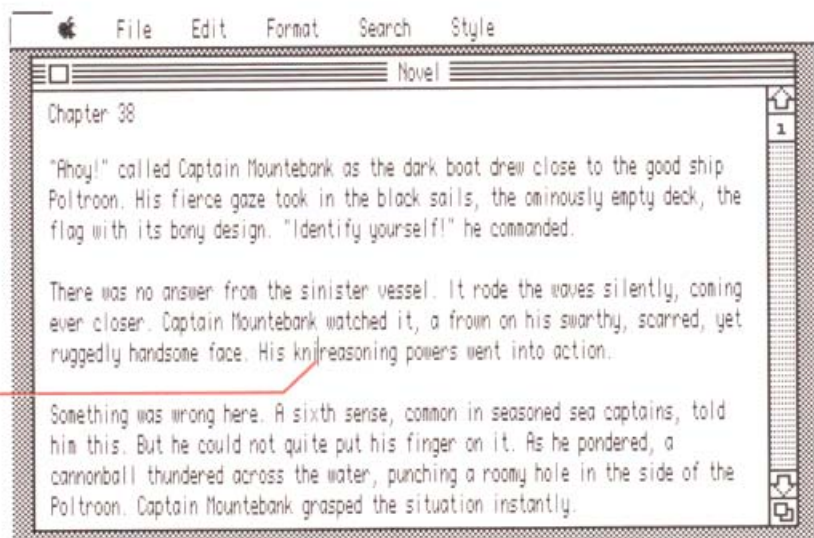 File Edit Format Search Style
Novel
Chapter 38
1
"Ahoy!" called Captain Mountebank as the dark boat drew close to the good ship
Poltroon. His fierce gaze took in the black sails, the ominously empty deck, the
flag with its bony design. "Identify yourself!" he commanded.
There was no answer from the sinister vessel. It rode the waves silently, coming
ever closer. Captain Mountebank watched it, a frown on his swarthy, scarred, yet
ruggedly handsome face. His knireasoning powers went into action.
Something was wrong here. A sixth sense, common in seasoned sea captains, told
him this. But he could not quite put his finger on it. As he pondered, a
cannonball thundered across the water, punching a roomy hole in the side of the
Poltroon. Captain Mountebank grasped the situation instantly.